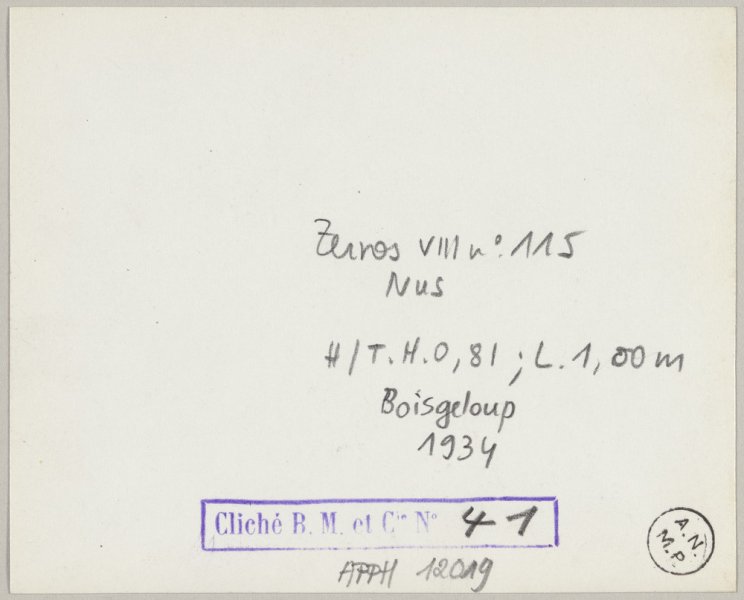 Zervos VIII n° 115
Nus
H/T. H. 0,81 ; L. 1,00 m
Boisgeloup
1934
Cliché B. M. et Cie N° 41
APPH 12019
A.N.
M.P.